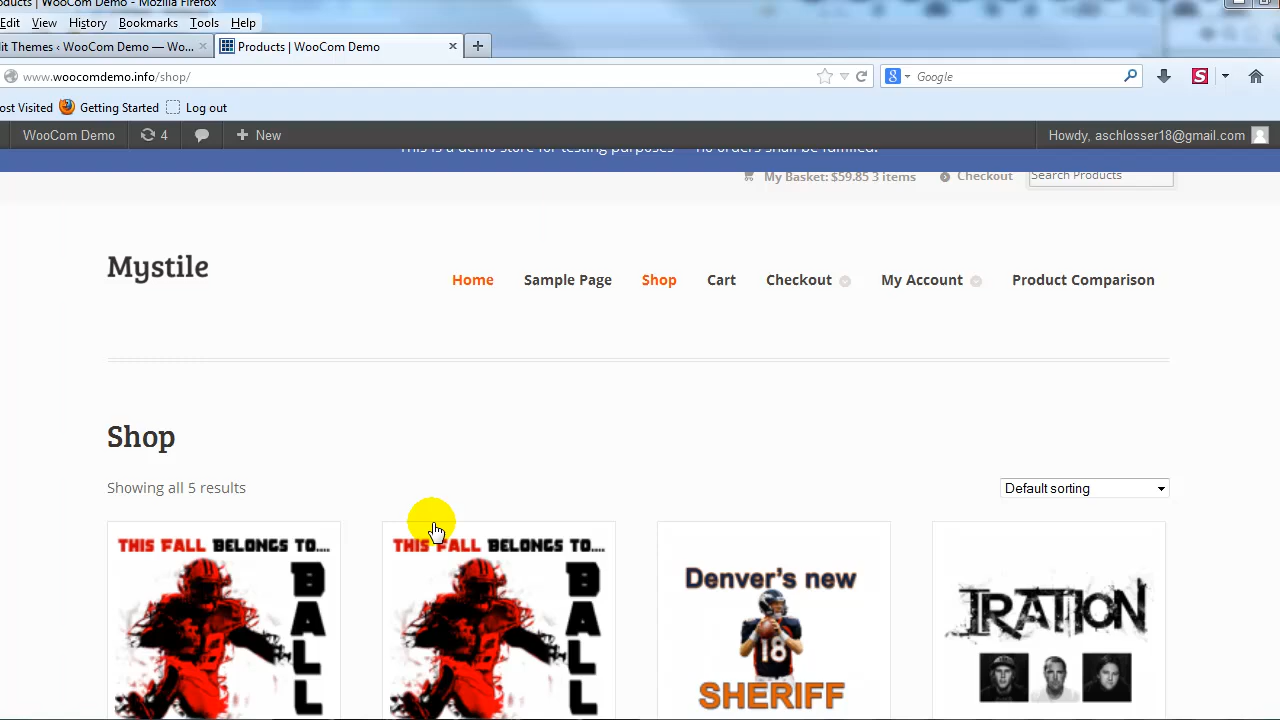 oducts | WooCom Demo - Mozilla Firefox
Edit View History Bookmarks Tools Help
it Themes ‹ WooCom Demo — Wo... × Products | WooCom Demo × +
www.woocomdemo.info/shop/ 8 Google S
ost Visited Getting Started Log out
WooCom Demo 4 + New Howdy, aschlosser18@gmail.com
This is a demo store for testing purposes — no orders shall be fulfilled.
My Basket: $59.85 3 items Checkout Search Products
Mystile
Home Sample Page Shop Cart Checkout My Account Product Comparison
Shop
Showing all 5 results Default sorting
THIS FALL BELONGS TO....
BALL
THIS FALL BELONGS TO....
BALL
Denver's new
18
SHERIFF
IRATION